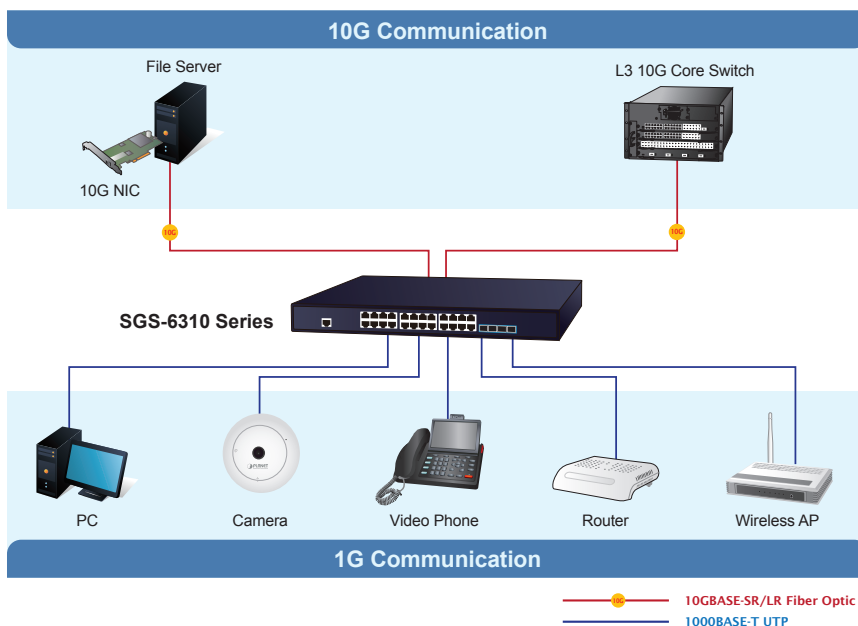 10G Communication
File Server
L3 10G Core Switch
10G NIC
10G
10G
SGS-6310 Series
PLANET
PC
Camera
Video Phone
Router
Wireless AP
1G Communication
10G
10GBASE-SR/LR Fiber Optic
1000BASE-T UTP